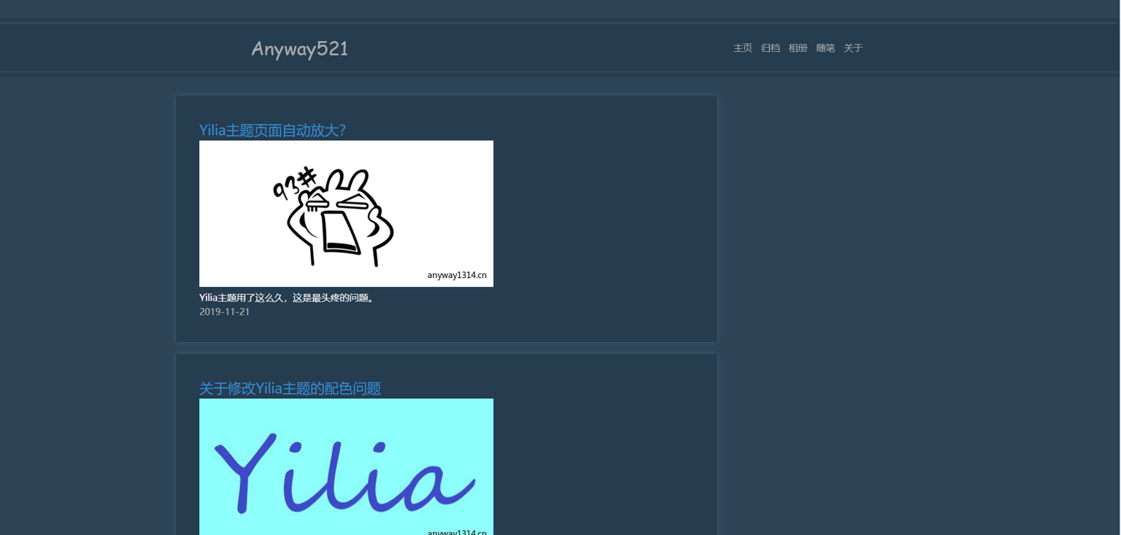 Anyway521
主页 归档 相册 随笔 关于
Yilia主题页面自动放大?
93#
anyway1314.cn
Yilia主题用了这么久，这是最头疼的问题。
2019-11-21
关于修改Yilia主题的配色问题
Yilia
anyway1314.cn